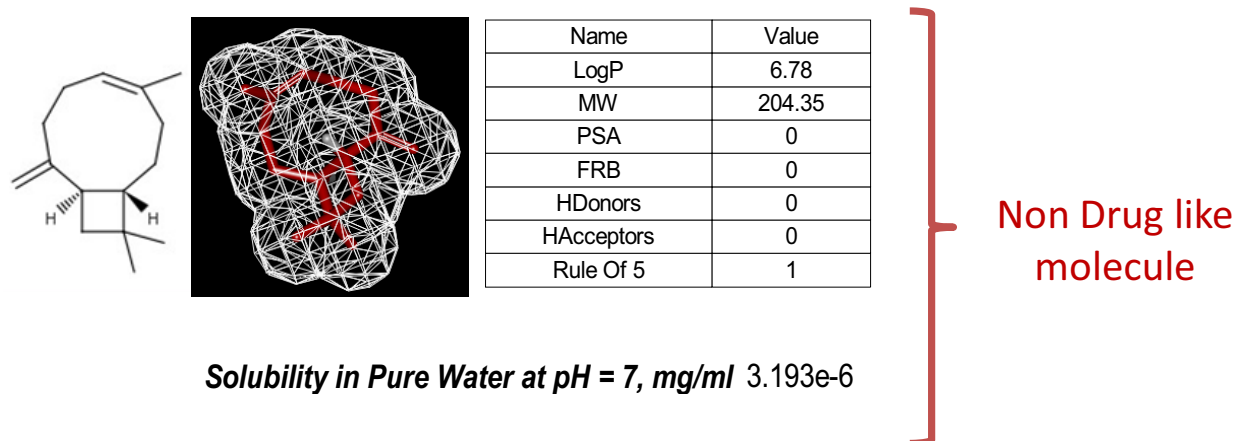 Name Value
LogP 6.78
MW 204.35
PSA 0
FRB 0
HDonors 0
HAcceptors 0
Rule Of 5 1
H H
Non Drug like
molecule
Solubility in Pure Water at pH = 7, mg/ml 3.193e-6